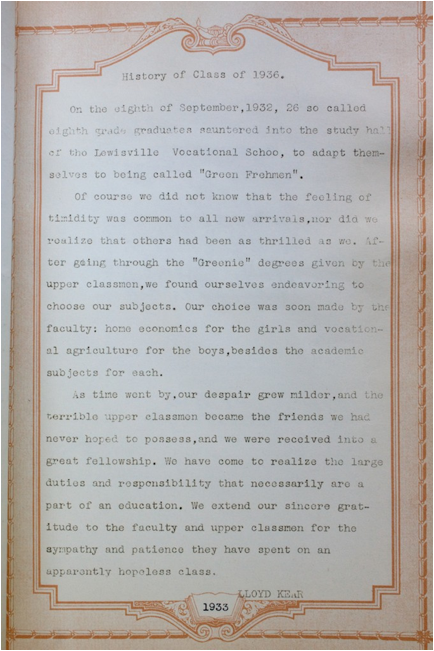 History of Class of 1936.
On the eighth of September,1932, 26 so called
eighth grade graduates sauntered into the study hall
of the Lewisville Vocational Schoo, to adapt them-
selves to being called "Green Frehmen".
Of course we did not know that the feeling of
timidity was common to all new arrivals,nor did we
realize that others had been as thrilled as we. Af-
ter going through the "Greenie" degrees given by the
upper classmen,we found ourselves endeavoring to
choose our subjects. Our choice was soon made by the
faculty: home economics for the girls and vocation-
al agriculture for the boys,besides the academic
subjects for each.
As time went by,our despair grew milder,and the
terrible upper classmen became the friends we had
never hoped to possess,and we were received into a
great fellowship. We have come to realize the large
duties and responsibility that necessarily are a
part of an education. We extend our sincere grat-
itude to the faculty and upper classmen for the
sympathy and patience they have spent on an
apparently hopeless class.
LLOYD KEAR
1933